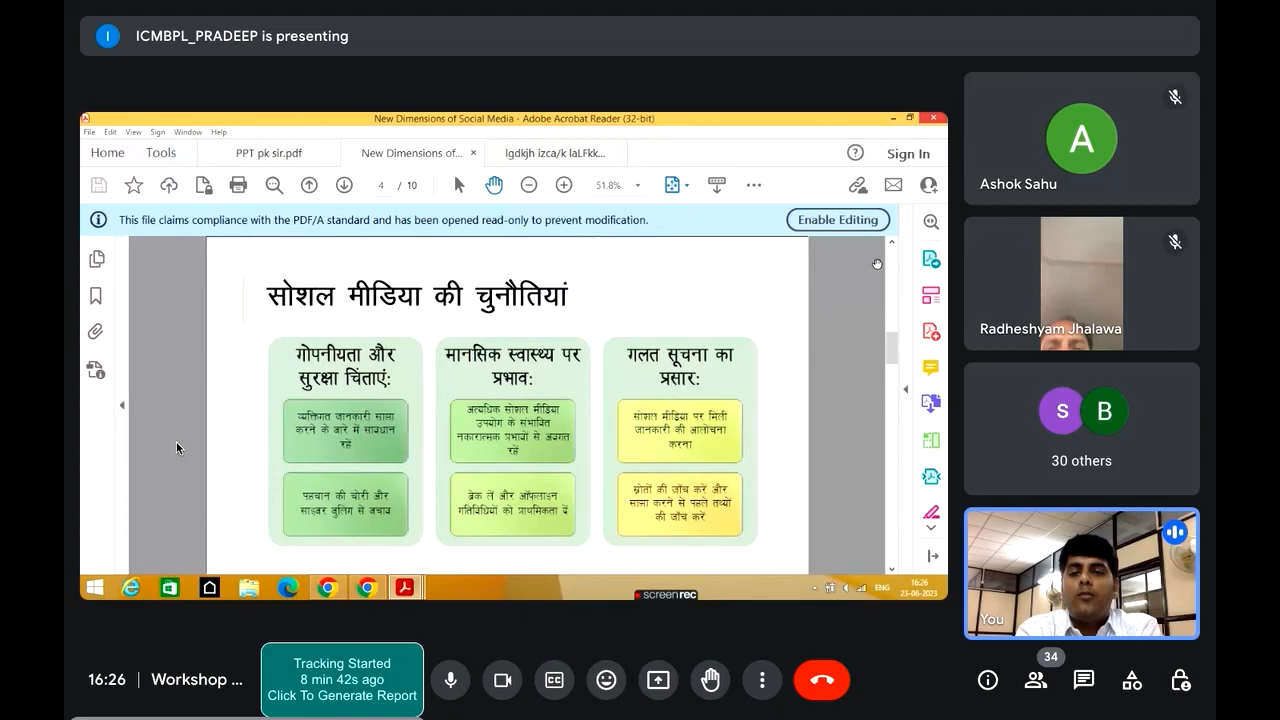 ICMBPL_PRADEEP is presenting
New Dimensions of Social Media - Adobe Acrobat Reader (32-bit)
File Edit View Sign Window Help
Home Tools PPT pk sir.pdf New Dimensions of... × lgdkjh izca/k laLFkk... Sign In
4 / 10 51.8%
This file claims compliance with the PDF/A standard and has been opened read-only to prevent modification. Enable Editing
सोशल मीडिया की चुनौतियां
गोपनीयता और
सुरक्षा चिंताएं:
व्यक्तिगत जानकारी साझा
करने के बारे में सावधान
रहें
पहचान की चोरी और
साइबर बुलिंग से बचाव
मानसिक स्वास्थ्य पर
प्रभाव:
अत्यधिक सोशल मीडिया
उपयोग के संभावित
नकारात्मक प्रभावों से अवगत
रहें
ब्रेक लें और ऑफ़लाइन
गतिविधियों को प्राथमिकता दें
गलत सूचना का
प्रसार:
सोशल मीडिया पर मिली
जानकारी की आलोचना
करना
स्रोतों की जाँच करें और
साझा करने से पहले तथ्यों
की जाँच करें
ENG
16:26
23-06-2023
screenrec
A
Ashok Sahu
Radheshyam Jhalawa
S B
30 others
You
16:26 | Workshop ...
Tracking Started
8 min 42s ago
Click To Generate Report
34